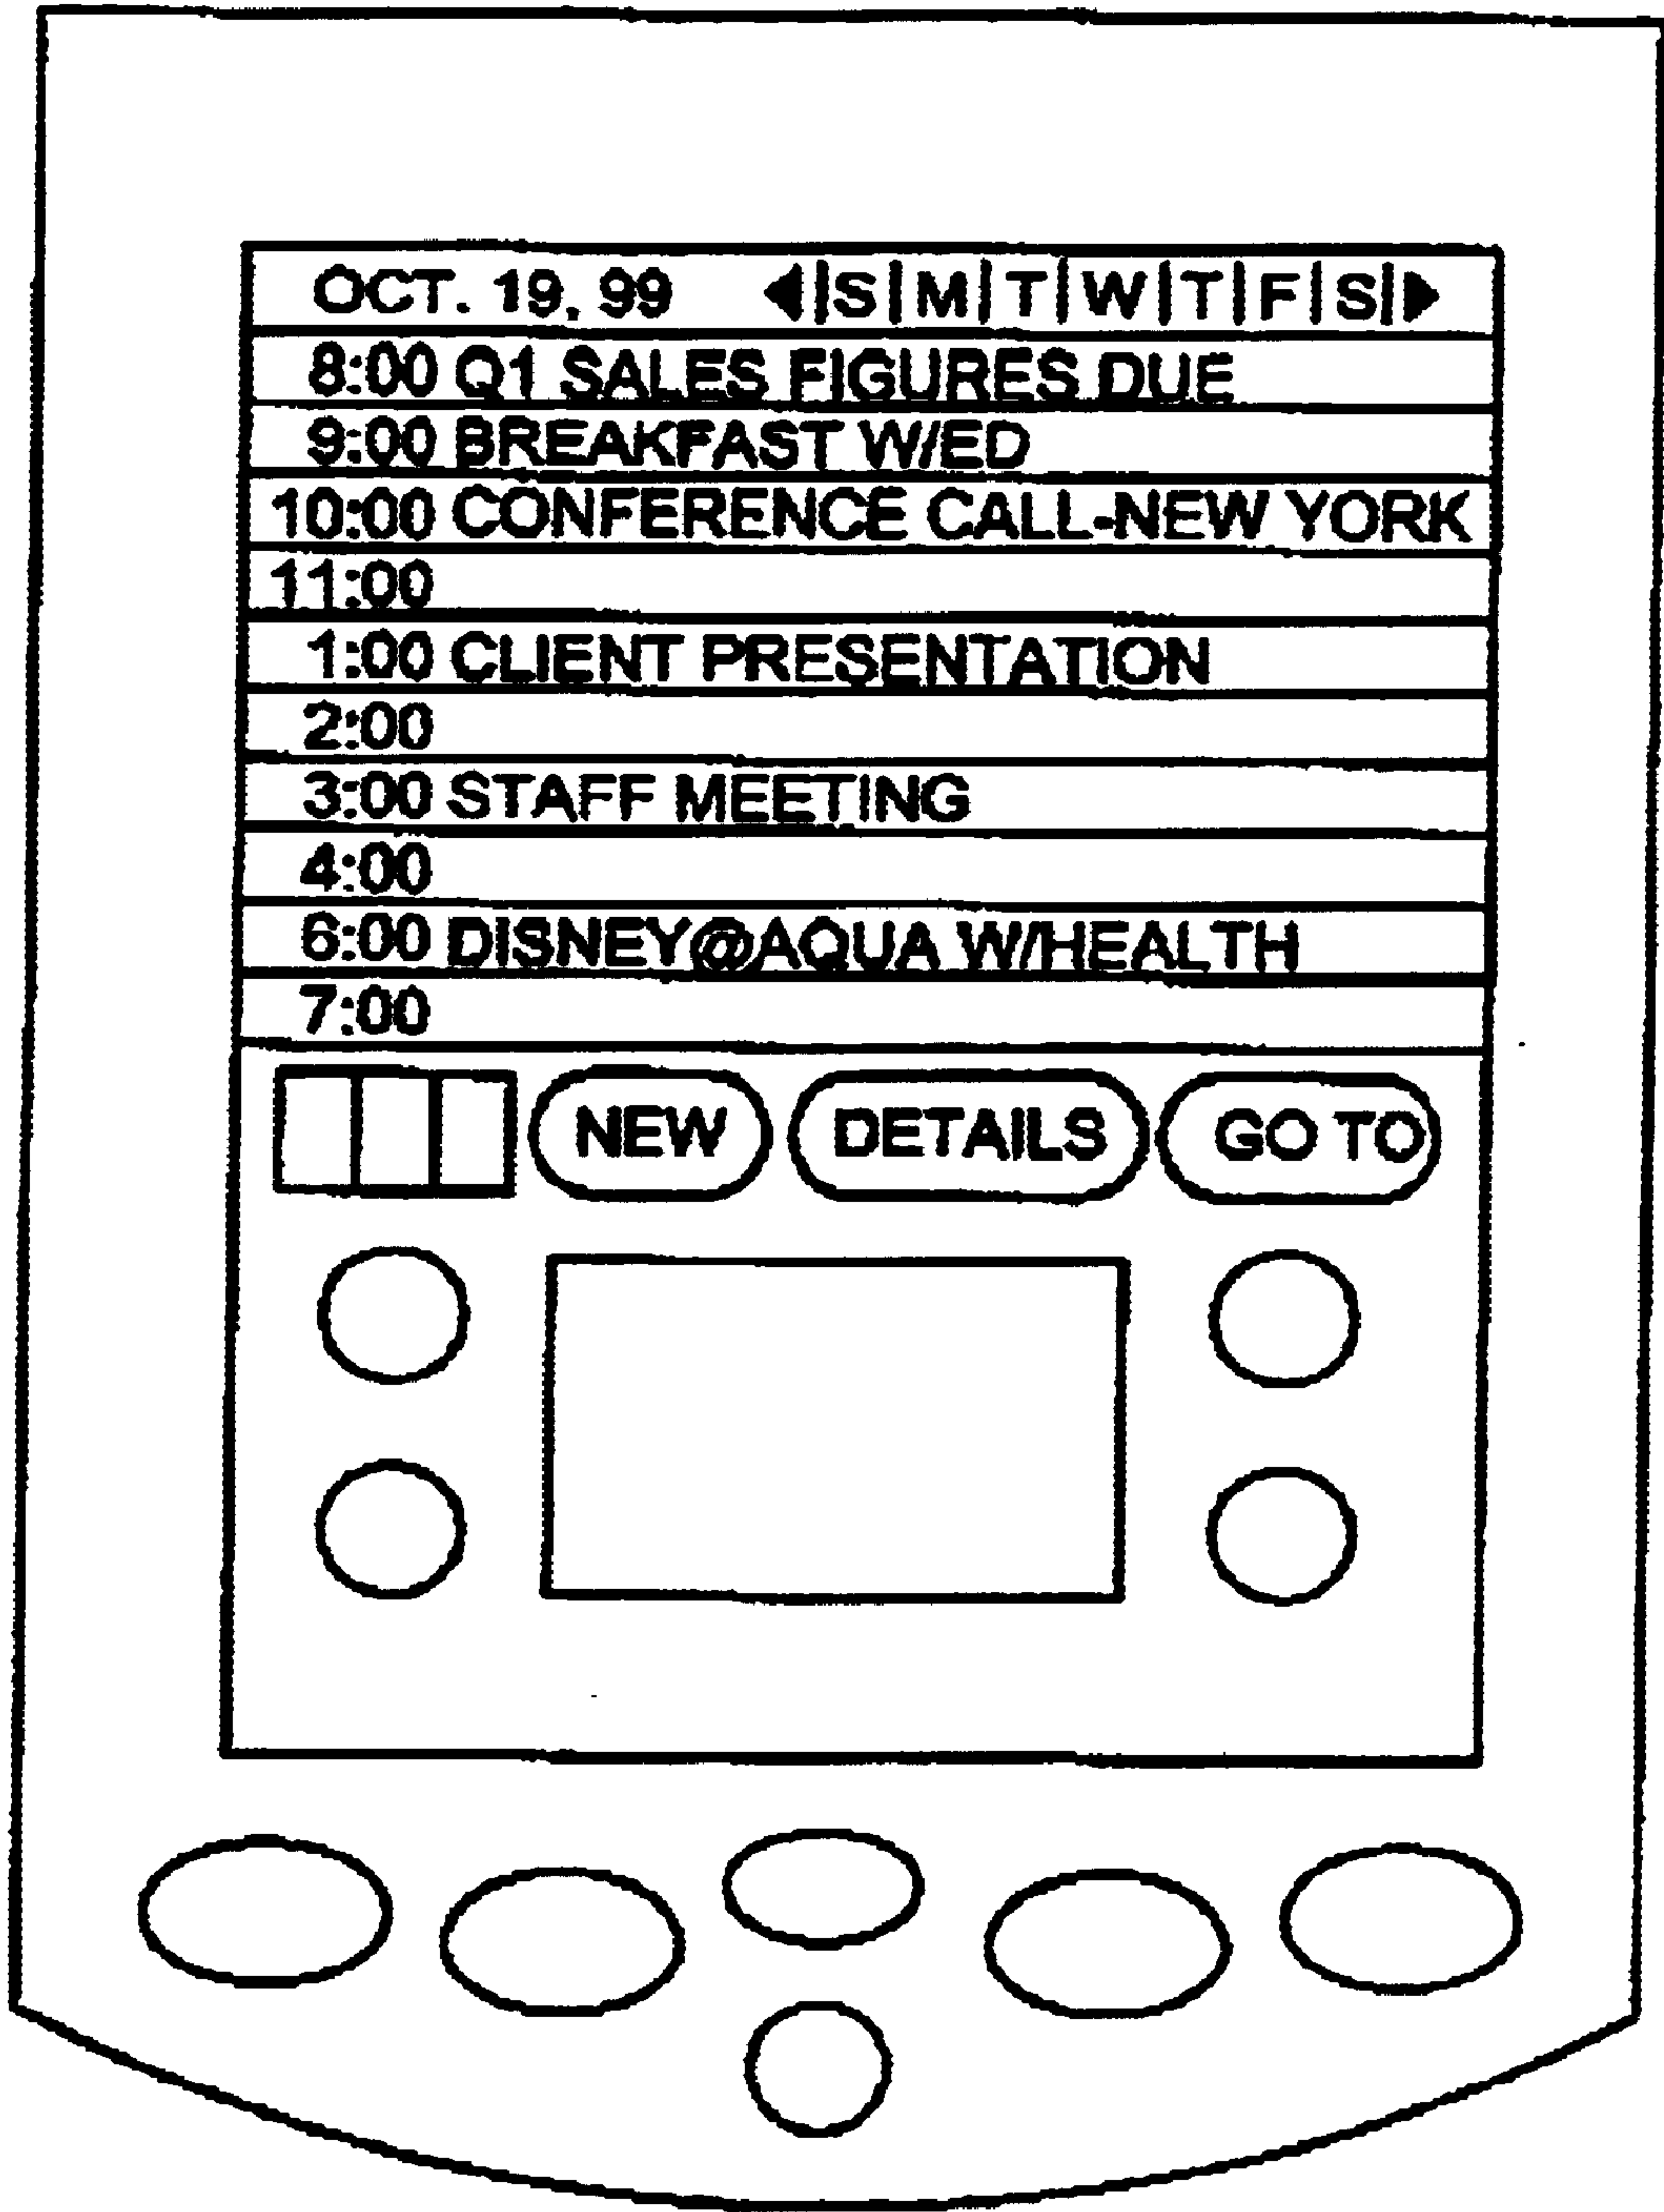 OCT. 19, 99 ◀|S|M|T|W|T|F|S|▶
8:00 Q1 SALES FIGURES DUE
9:00 BREAKFAST W/ED
10:00 CONFERENCE CALL-NEW YORK
11:00
1:00 CLIENT PRESENTATION
2:00
3:00 STAFF MEETING
4:00
6:00 DISNEY@AQUA W/HEALTH
7:00
NEW DETAILS GO TO